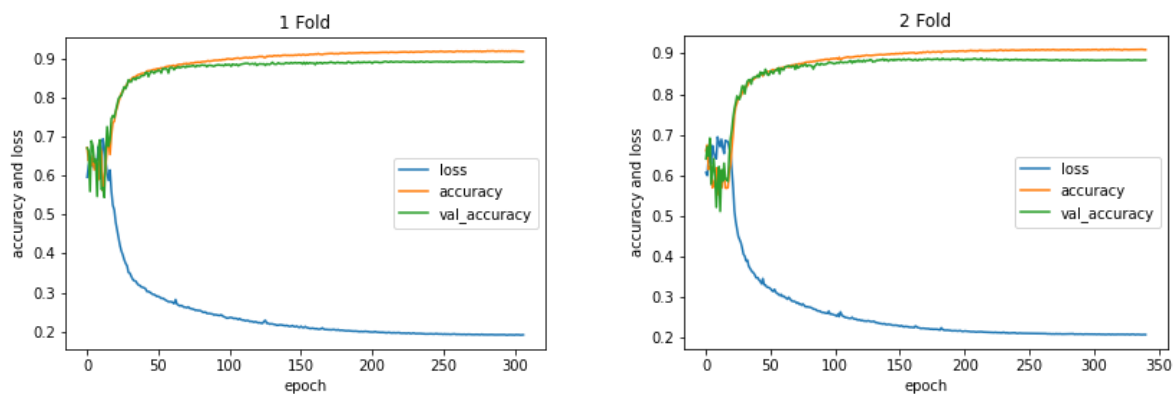 1 Fold
accuracy and loss
0.9
0.8
0.7
0.6
0.5
0.4
0.3
0.2
loss
accuracy
val_accuracy
0 50 100 150 200 250 300
epoch
2 Fold
accuracy and loss
0.9
0.8
0.7
0.6
0.5
0.4
0.3
0.2
loss
accuracy
val_accuracy
0 50 100 150 200 250 300 350
epoch